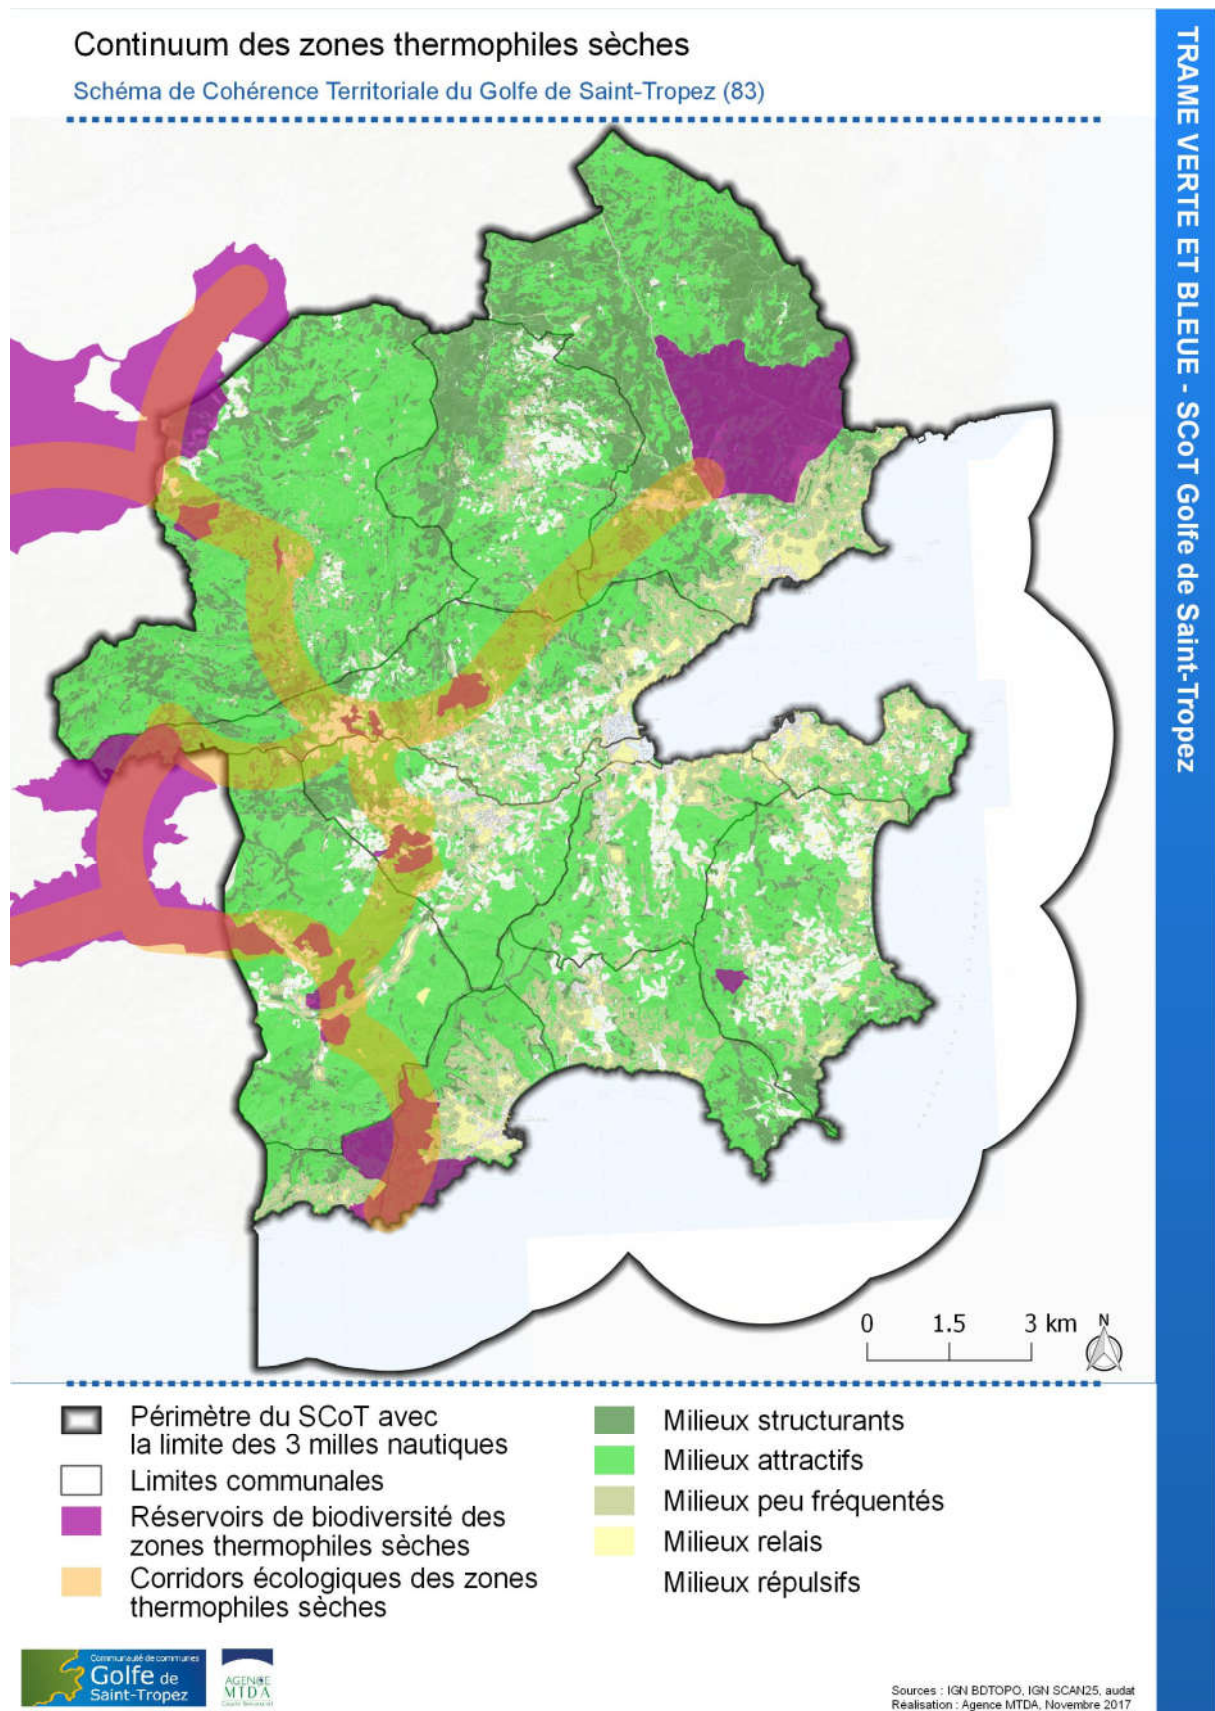 Continuum des zones thermophiles sèches
Schéma de Cohérence Territoriale du Golfe de Saint-Tropez (83)
TRAME VERTE ET BLEUE - SCoT Golfe de Saint-Tropez
0 1.5 3 km
N
Périmètre du SCoT avec
la limite des 3 milles nautiques
Limites communales
Réservoirs de biodiversité des
zones thermophiles sèches
Corridors écologiques des zones
thermophiles sèches
Milieux structurants
Milieux attractifs
Milieux peu fréquentés
Milieux relais
Milieux répulsifs
Communauté de communes
Golfe de
Saint-Tropez
AGENCE
MTDA
Sources : IGN BDTOPO, IGN SCAN25, audat
Réalisation : Agence MTDA, Novembre 2017